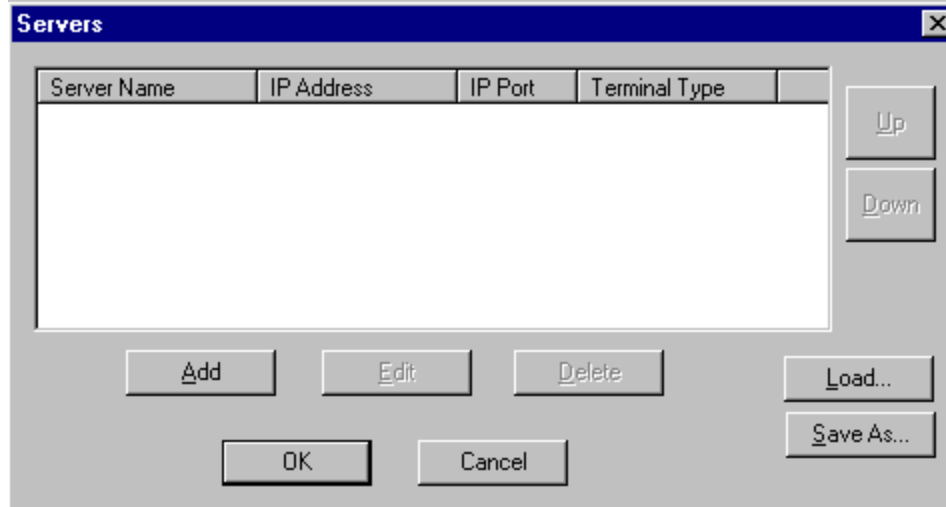 Servers
Server Name IP Address IP Port Terminal Type
Up
Down
Add Edit Delete
Load...
Save As...
OK Cancel